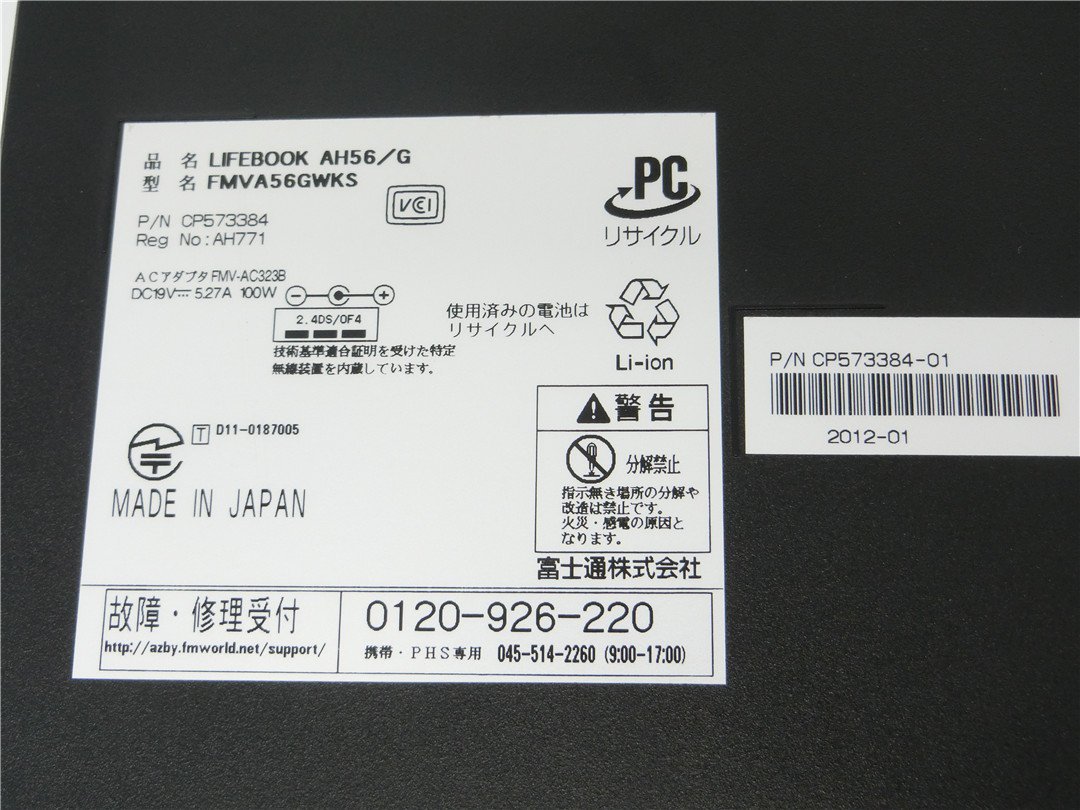 品 名 LIFEBOOK AH56/G
型 名 FMVA56GWKS
VCCI
P/N CP573384
Reg No:AH771
ACアダプタ FMV-AC323B
DC19V⎓ 5.27A 100W
2.4DS/OF4
技術基準適合証明を受けた特定
無線装置を内蔵しています。
PC
リサイクル
使用済みの電池は
リサイクルへ
Li-ion
T D11-0187005
MADE IN JAPAN
警告
分解禁止
指示無き場所の分解や
改造は禁止です。
火災・感電の原因と
なります。
富士通株式会社
故障・修理受付
http://azby.fmworld.net/support/
0120-926-220
携帯・PHS専用 045-514-2260 (9:00-17:00)
P/N CP573384-01
2012-01